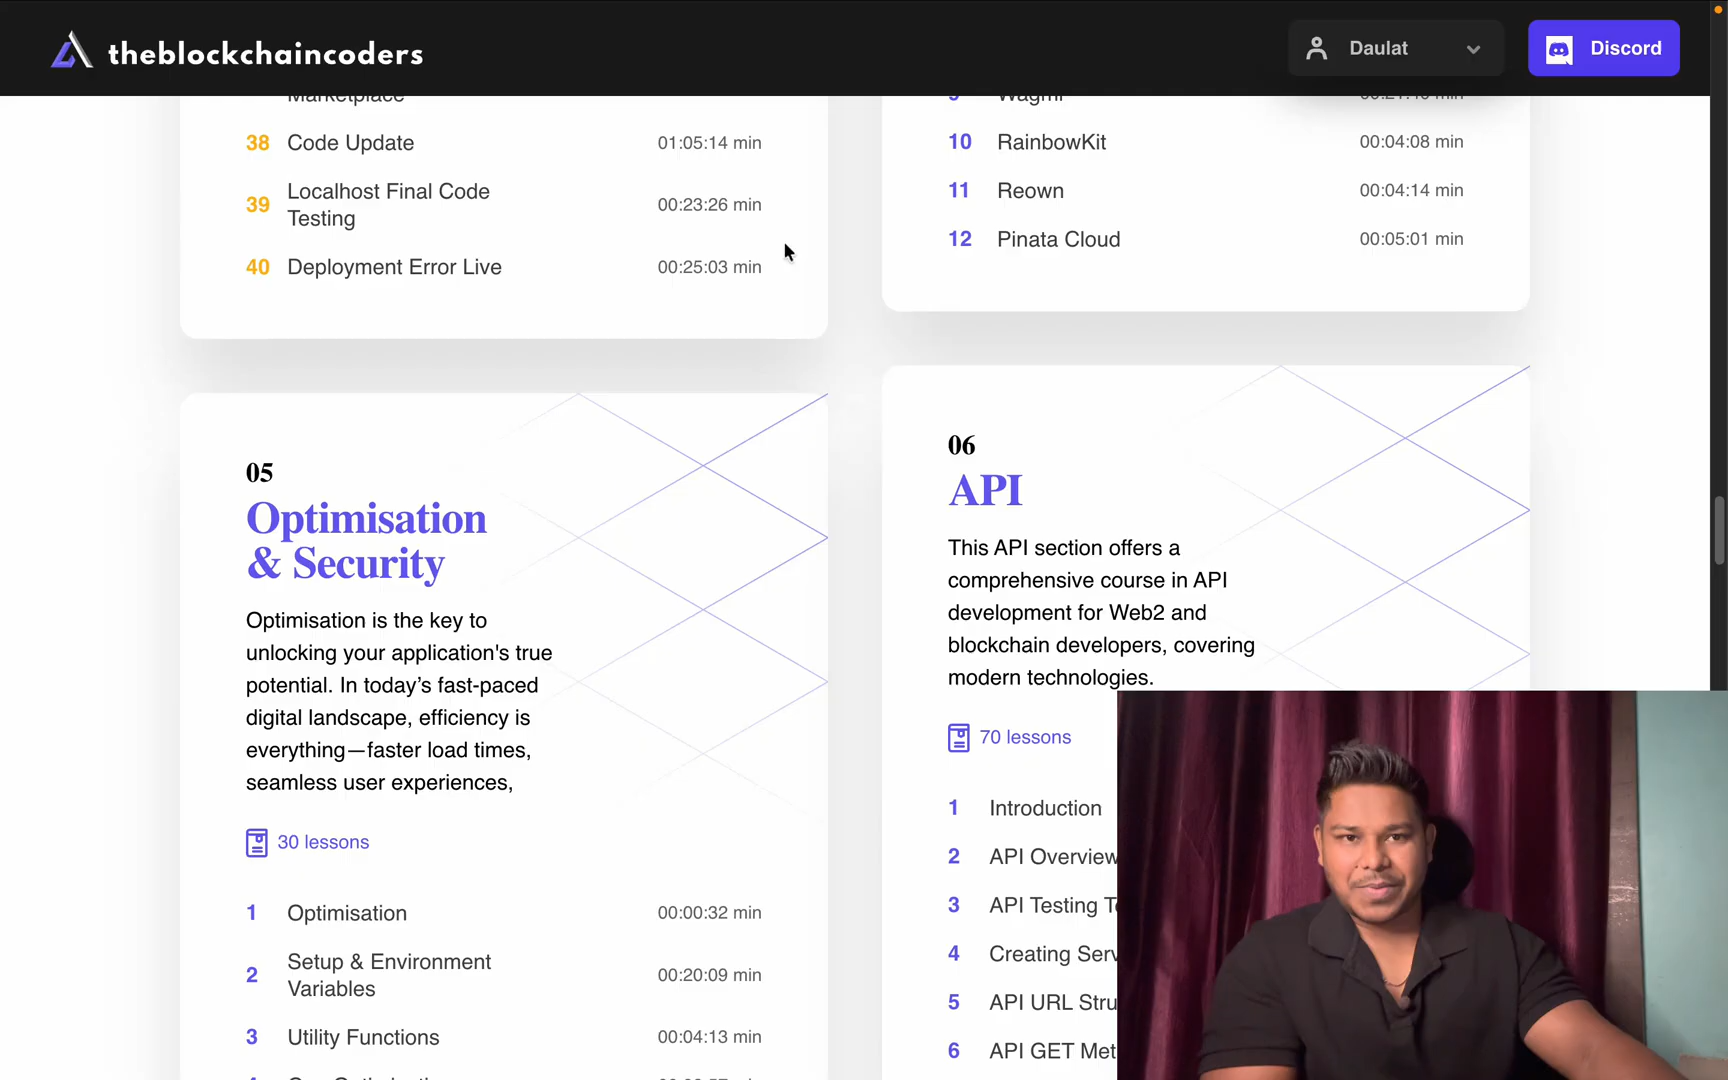 theblockchaincoders
Daulat
Discord
Marketplace
38 Code Update 01:05:14 min
39 Localhost Final Code
Testing 00:23:26 min
40 Deployment Error Live 00:25:03 min
9 Wagmi
10 RainbowKit 00:04:08 min
11 Reown 00:04:14 min
12 Pinata Cloud 00:05:01 min
05
Optimisation
& Security
Optimisation is the key to
unlocking your application's true
potential. In today’s fast-paced
digital landscape, efficiency is
everything—faster load times,
seamless user experiences,
30 lessons
1 Optimisation 00:00:32 min
2 Setup & Environment
Variables 00:20:09 min
3 Utility Functions 00:04:13 min
06
API
This API section offers a
comprehensive course in API
development for Web2 and
blockchain developers, covering
modern technologies.
70 lessons
1 Introduction
2 API Overview
3 API Testing
4 Creating Serv
5 API URL Stru
6 API GET Met